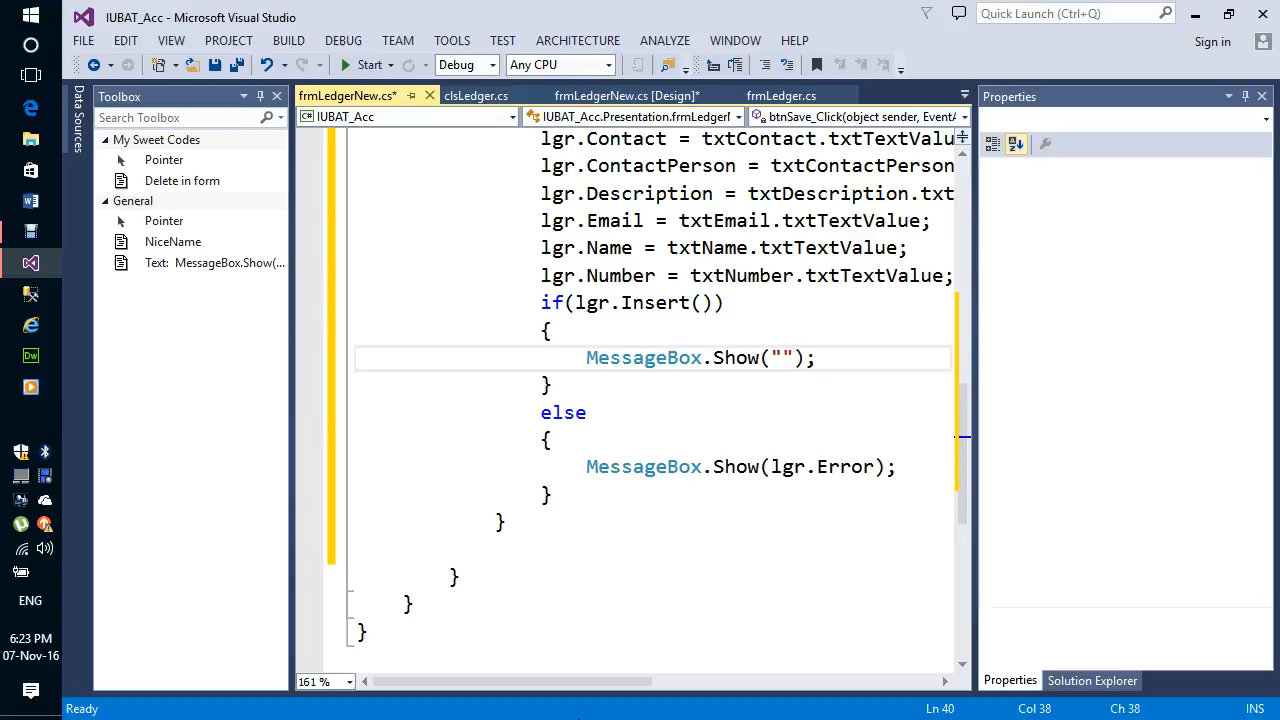 IUBAT_Acc - Microsoft Visual Studio
Quick Launch (Ctrl+Q)
FILE EDIT VIEW PROJECT BUILD DEBUG TEAM TOOLS TEST ARCHITECTURE ANALYZE WINDOW HELP
Sign in
Start Debug Any CPU
Data Sources
Toolbox
Search Toolbox
My Sweet Codes
Pointer
Delete in form
General
Pointer
NiceName
Text: MessageBox.Show(...
frmLedgerNew.cs* clsLedger.cs frmLedgerNew.cs [Design]* frmLedger.cs
IUBAT_Acc IUBAT_Acc.Presentation.frmLedgerI btnSave_Click(object sender, EventA
lgr.Contact = txtContact.txtTextValu
lgr.ContactPerson = txtContactPerson
lgr.Description = txtDescription.txt
lgr.Email = txtEmail.txtTextValue;
lgr.Name = txtName.txtTextValue;
lgr.Number = txtNumber.txtTextValue;
if(lgr.Insert())
{
MessageBox.Show("");
}
else
{
MessageBox.Show(lgr.Error);
}
}
}
}
}
161 %
Properties
Properties Solution Explorer
ENG
6:23 PM
07-Nov-16
Ready Ln 40 Col 38 Ch 38 INS